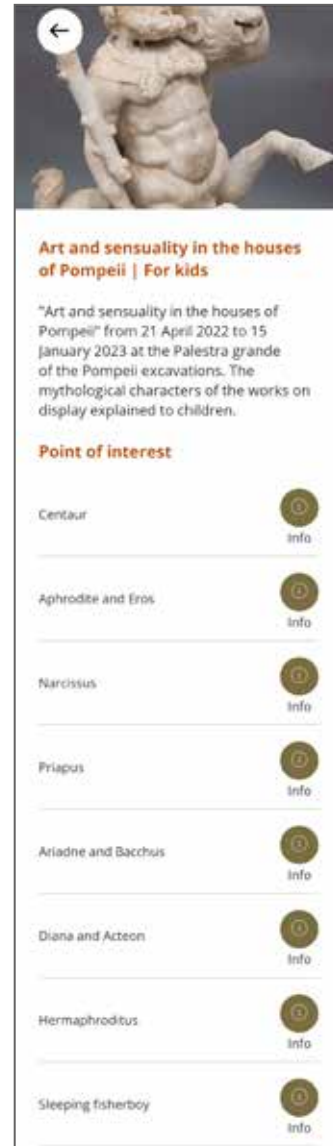 Art and sensuality in the houses
of Pompeii | For kids
"Art and sensuality in the houses of
Pompeii" from 21 April 2022 to 15
January 2023 at the Palestra grande
of the Pompeii excavations. The
mythological characters of the works on
display explained to children.
Point of interest
Centaur
Info
Aphrodite and Eros
Info
Narcissus
Info
Priapus
Info
Ariadne and Bacchus
Info
Diana and Acteon
Info
Hermaphroditus
Info
Sleeping fisherboy
Info